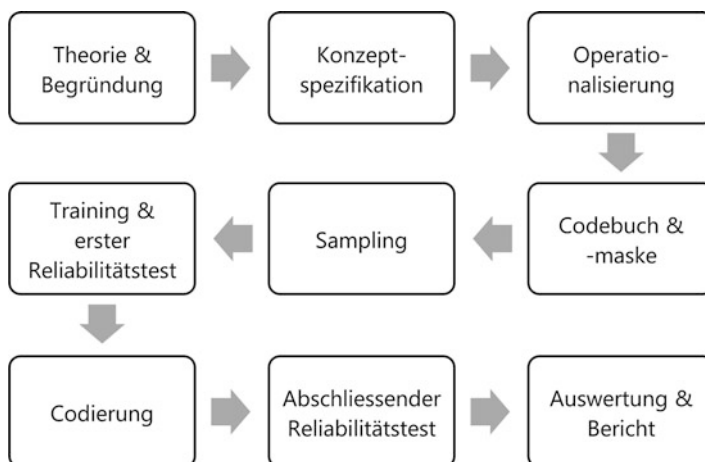 Theorie &
Begründung
Konzept-
spezifikation
Operatio-
nalisierung
Codebuch &
-maske
Sampling
Training &
erster
Reliabilitätstest
Codierung
Abschliessender
Reliabilitätstest
Auswertung &
Bericht